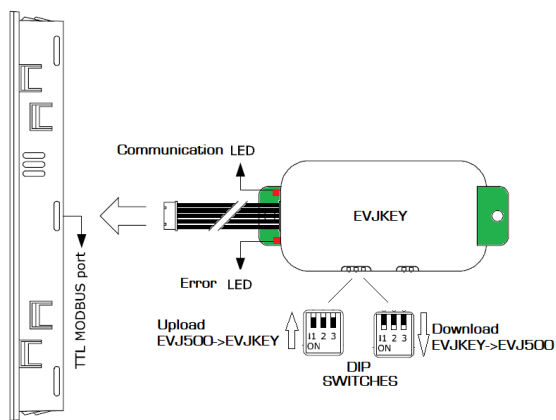 Communication LED
EVJKEY
TTL MODBUS port
Error LED
Upload
EVJ500->EVJKEY
1 2 3
ON
1 2 3
ON
Download
EVJKEY->EVJ500
DIP
SWITCHES